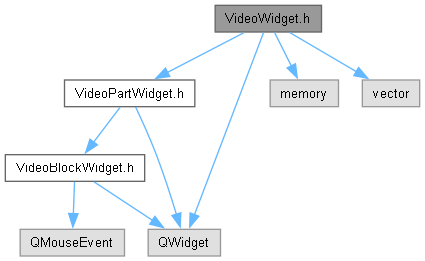 VideoWidget.h
VideoPartWidget.h
memory
vector
VideoBlockWidget.h
QMouseEvent
QWidget